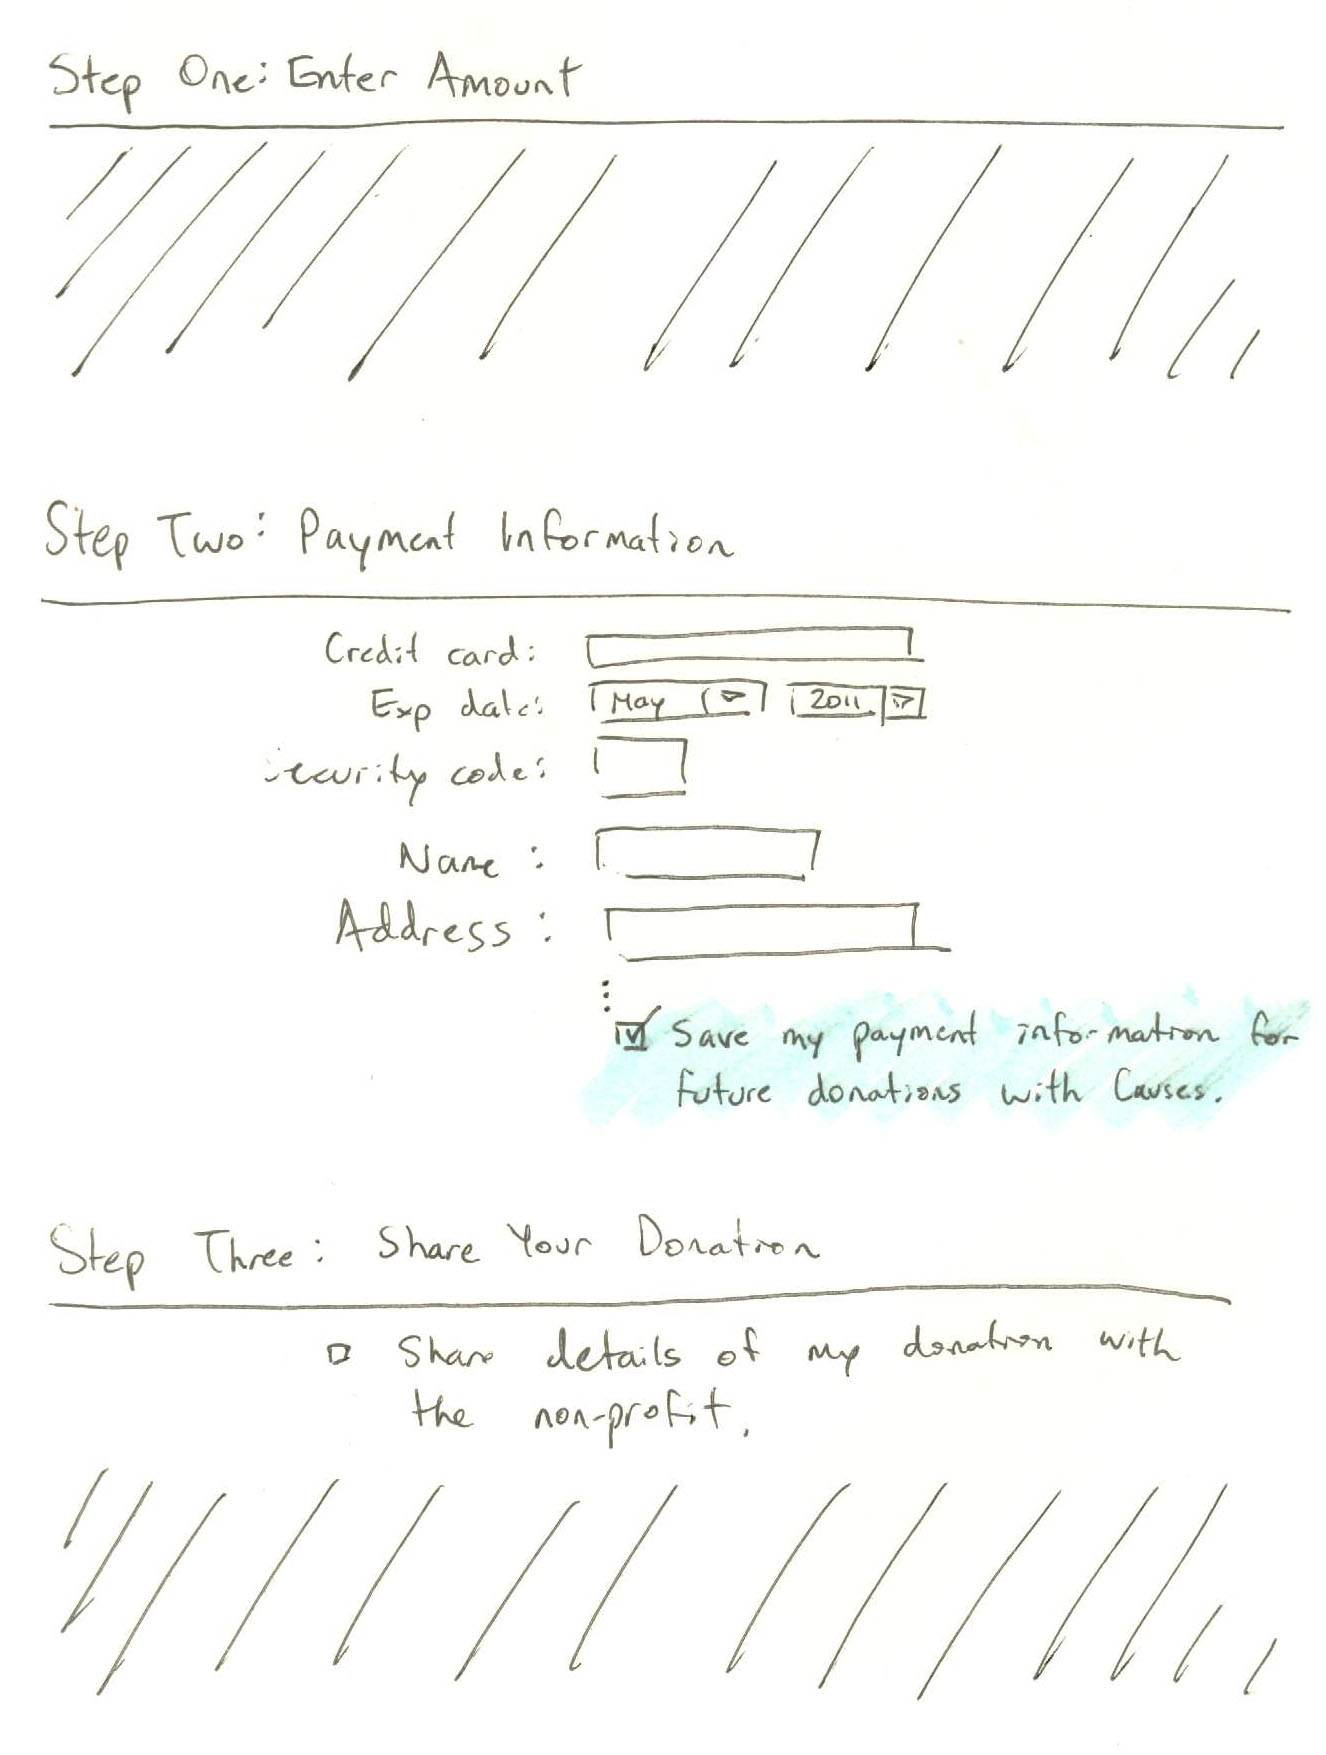 Step One: Enter Amount
Step Two: Payment Information
Credit card:
Exp date: May 2011
Security code:
Name :
Address :
Save my payment information for
future donations with Causes.
Step Three: Share Your Donation
Share details of my donation with
the non-profit.